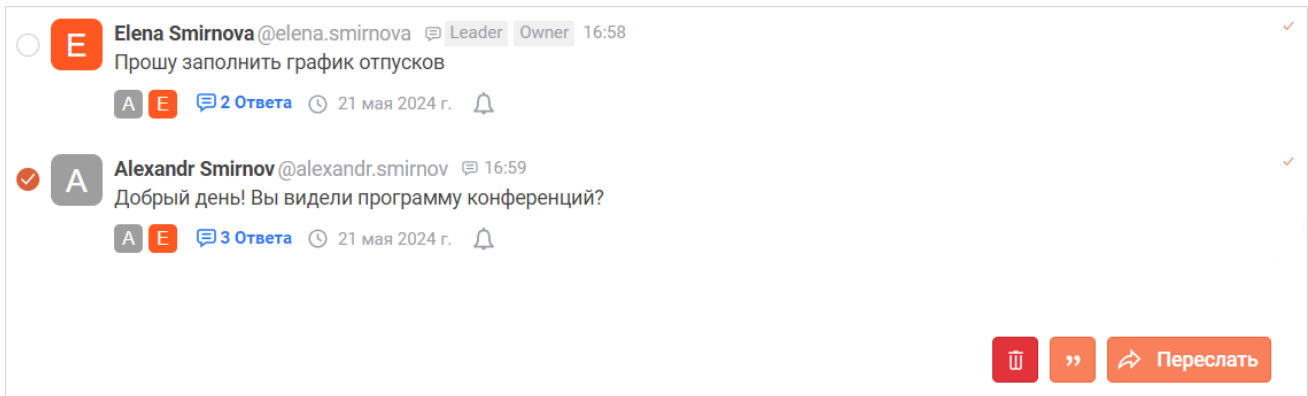 E Elena Smirnova @elena.smirnova Leader Owner 16:58
Прошу заполнить график отпусков
A E 2 Ответа 21 мая 2024 г.
A Alexandr Smirnov @alexandr.smirnov 16:59
Добрый день! Вы видели программу конференций?
A E 3 Ответа 21 мая 2024 г.
Переслать